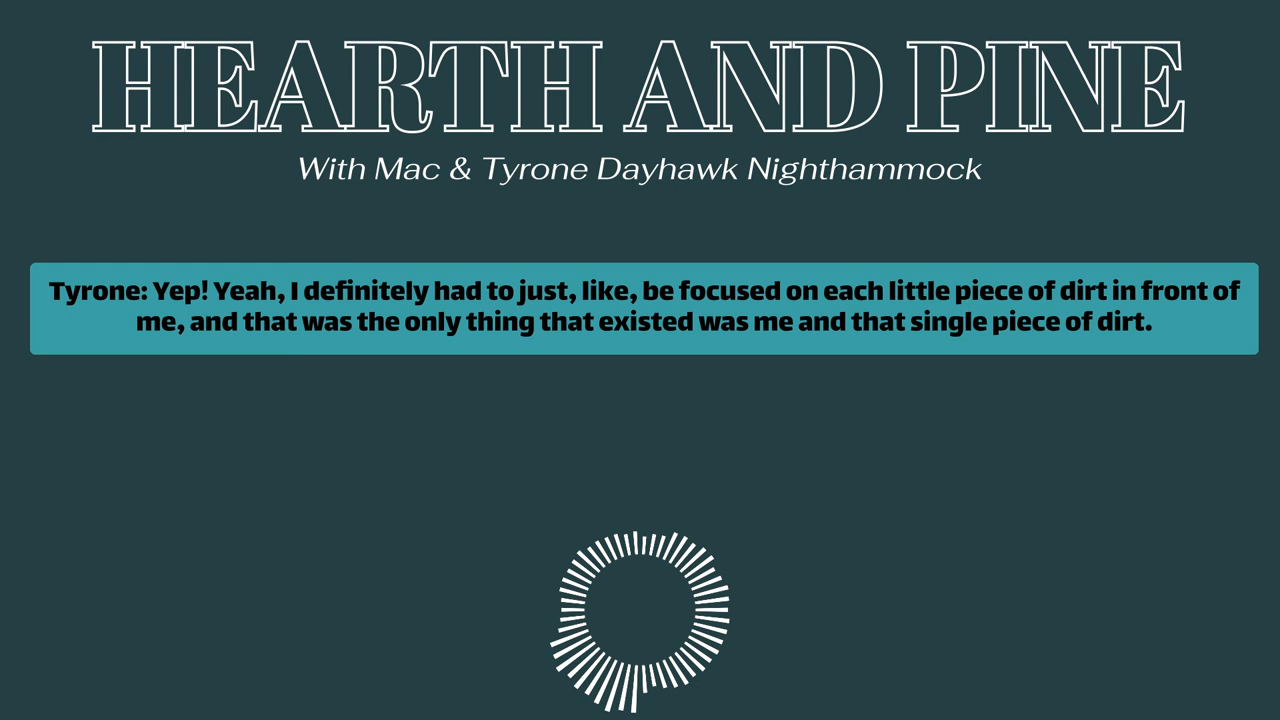 HEARTH AND PINE
With Mac & Tyrone Dayhawk Nighthammock
Tyrone: Yep! Yeah, I definitely had to just, like, be focused on each little piece of dirt in front of
me, and that was the only thing that existed was me and that single piece of dirt.